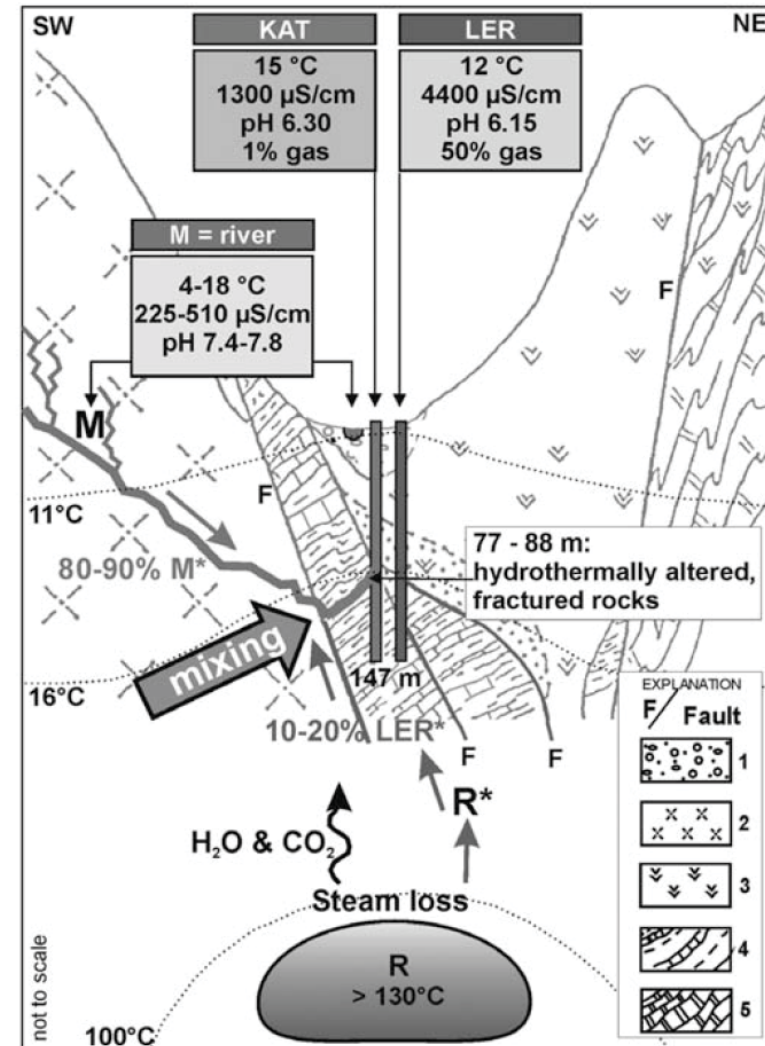 SW
NE
KAT
15 °C
1300 µS/cm
pH 6.30
1% gas
LER
12 °C
4400 µS/cm
pH 6.15
50% gas
M = river
4-18 °C
225-510 µS/cm
pH 7.4-7.8
M
F
F
11°C
80-90% M*
77 - 88 m:
hydrothermally altered,
fractured rocks
mixing
16°C
147 m
10-20% LER*
F
F
R*
H₂O & CO₂
Steam loss
R
> 130°C
100°C
not to scale
EXPLANATION
F Fault
1
2
3
4
5